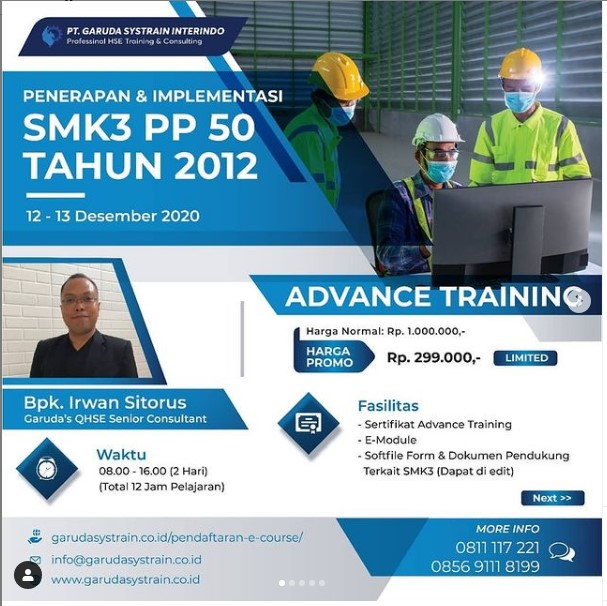 PT. GARUDA SYSTRAIN INTERINDO
Professinal HSE Training & Consulting
PENERAPAN & IMPLEMENTASI
SMK3 PP 50
TAHUN 2012
12 - 13 Desember 2020
ADVANCE TRAINING
Harga Normal: Rp. 1.000.000,-
HARGA
PROMO
Rp. 299.000,-
LIMITED
Bpk. Irwan Sitorus
Garuda's QHSE Senior Consultant
Waktu
08.00 - 16.00 (2 Hari)
(Total 12 Jam Pelajaran)
Fasilitas
- Sertifikat Advance Training
- E-Module
- Softfile Form & Dokumen Pendukung
Terkait SMK3 (Dapat di edit)
Next >>
garudasystrain.co.id/pendaftaran-e-course/
info@garudasystrain.co.id
www.garudasystrain.co.id
MORE INFO
0811 117 221
0856 9111 8199